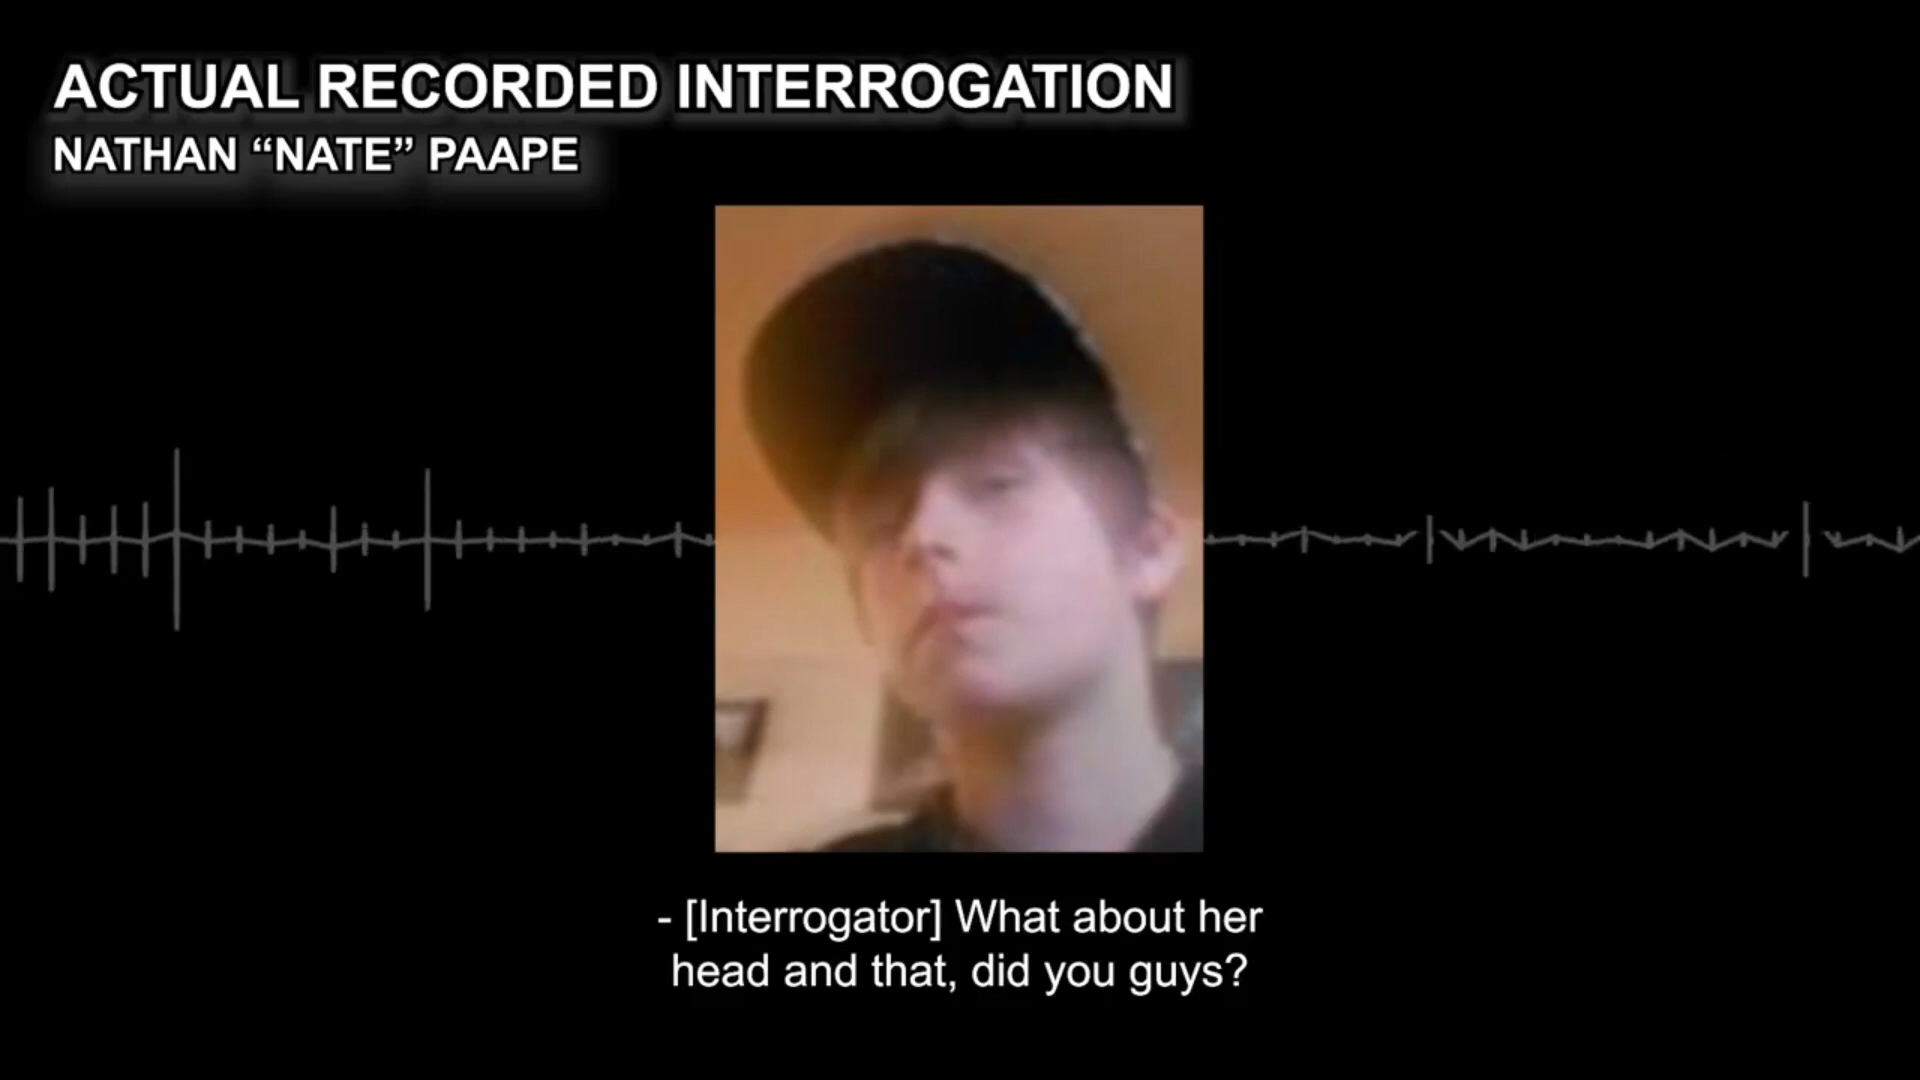 ACTUAL RECORDED INTERROGATION
NATHAN “NATE” PAAPE
- [Interrogator] What about her
head and that, did you guys?